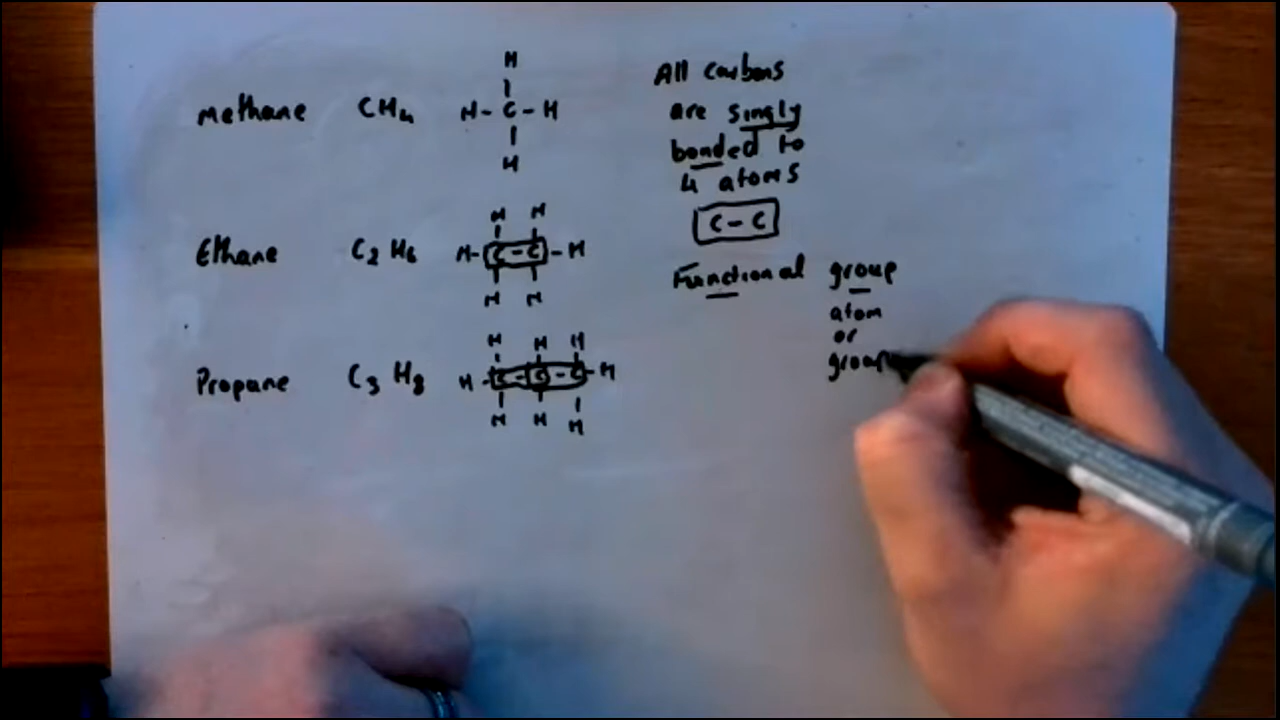 Methane CH4
H
H-C-H
H
Ethane C2H6
H H
H-C-C-H
H H
Propane C3H8
H H H
H-C-C-C-H
H H H
All carbons
are singly
bonded to
4 atoms
C-C
Functional group
atom
or
group